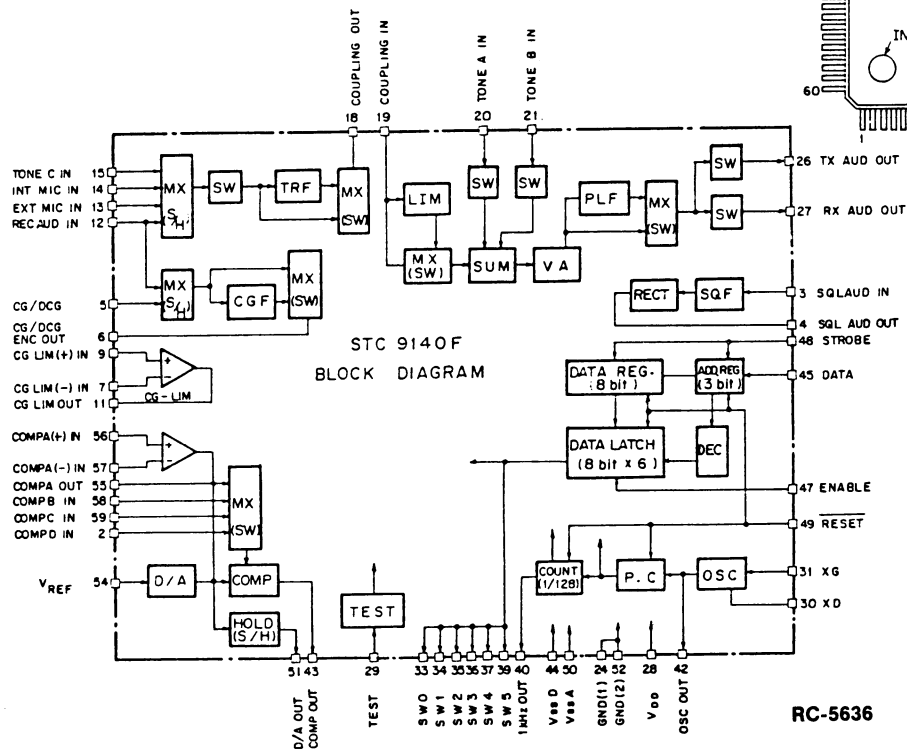 IN
60
1
COUPLING OUT
COUPLING IN
TONE A IN
TONE B IN
18
19
20
21
TONE C IN 15
INT MIC IN 14
EXT MIC IN 13
REC AUD IN 12
MX
S/H
SW
TRF
MX
(SW)
LIM
MX
(SW)
SW
SW
SUM
VA
PLF
MX
(SW)
SW
SW
26 TX AUD OUT
27 RX AUD OUT
CG/DCG 5
CG/DCG
ENC OUT 6
MX
S/H
CGF
MX
(SW)
RECT
SQF
3 SQLAUD IN
4 SQL AUD OUT
CG LIM(+) IN 9
CG LIM(-) IN 7
CG LIM OUT 11
+
-
CG-LIM
STC 9140F
BLOCK DIAGRAM
48 STROBE
45 DATA
DATA REG.
(8 bit)
ADD,REG
(3 bit)
DATA LATCH
(8 bit x 6)
DEC
47 ENABLE
49 RESET
COMPA(+) IN 56
COMPA(-) IN 57
COMPA OUT 55
COMPB IN 58
COMPC IN 59
COMPD IN 2
+
-
MX
(SW)
VREF 54
D/A
COMP
HOLD
(S/H)
TEST
COUNT
(1/128)
P.C
OSC
31 XG
30 XD
51
43
29
33
34
35
36
37
39
40
44
50
24
52
28
42
D/A OUT
COMP OUT
TEST
SW0
SW1
SW2
SW3
SW4
SW5
1kHz OUT
VSS D
VSS A
GND(1)
GND(2)
VDD
OSC OUT
RC-5636